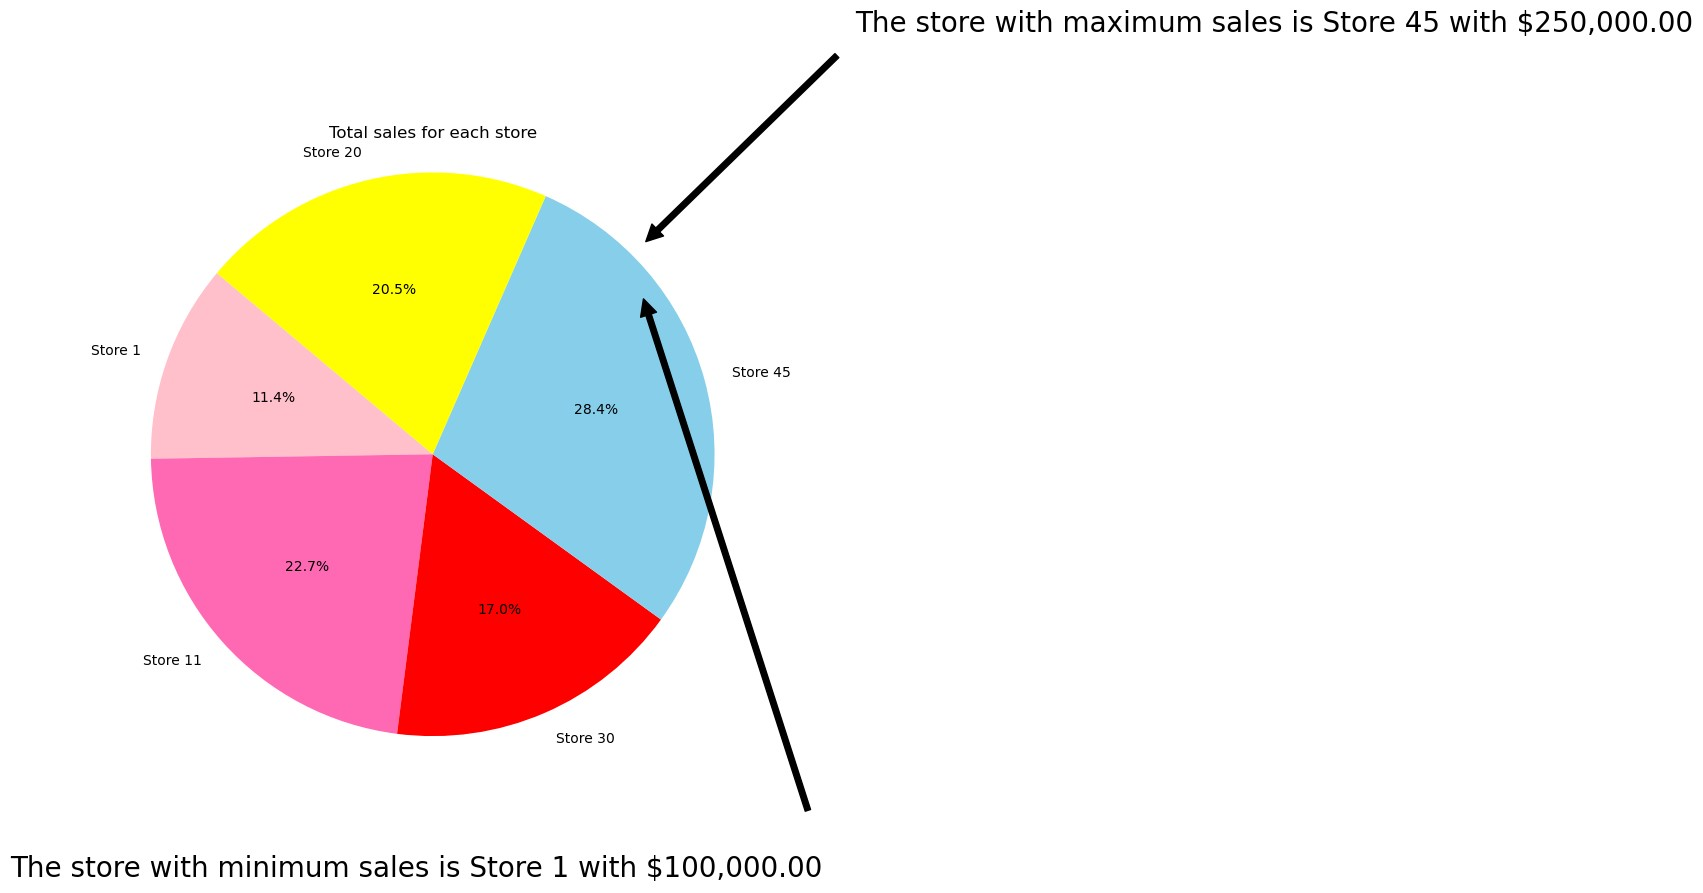 The store with maximum sales is Store 45 with $250,000.00
Total sales for each store
Store 20
20.5%
Store 1
11.4%
Store 45
28.4%
22.7%
17.0%
Store 11
Store 30
The store with minimum sales is Store 1 with $100,000.00